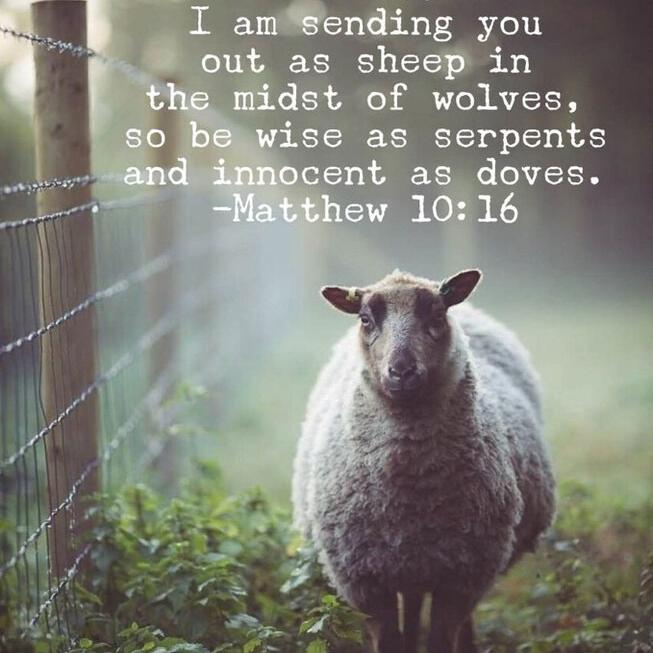 I am sending you
out as sheep in
the midst of wolves,
so be wise as serpents
and innocent as doves.
-Matthew 10:16